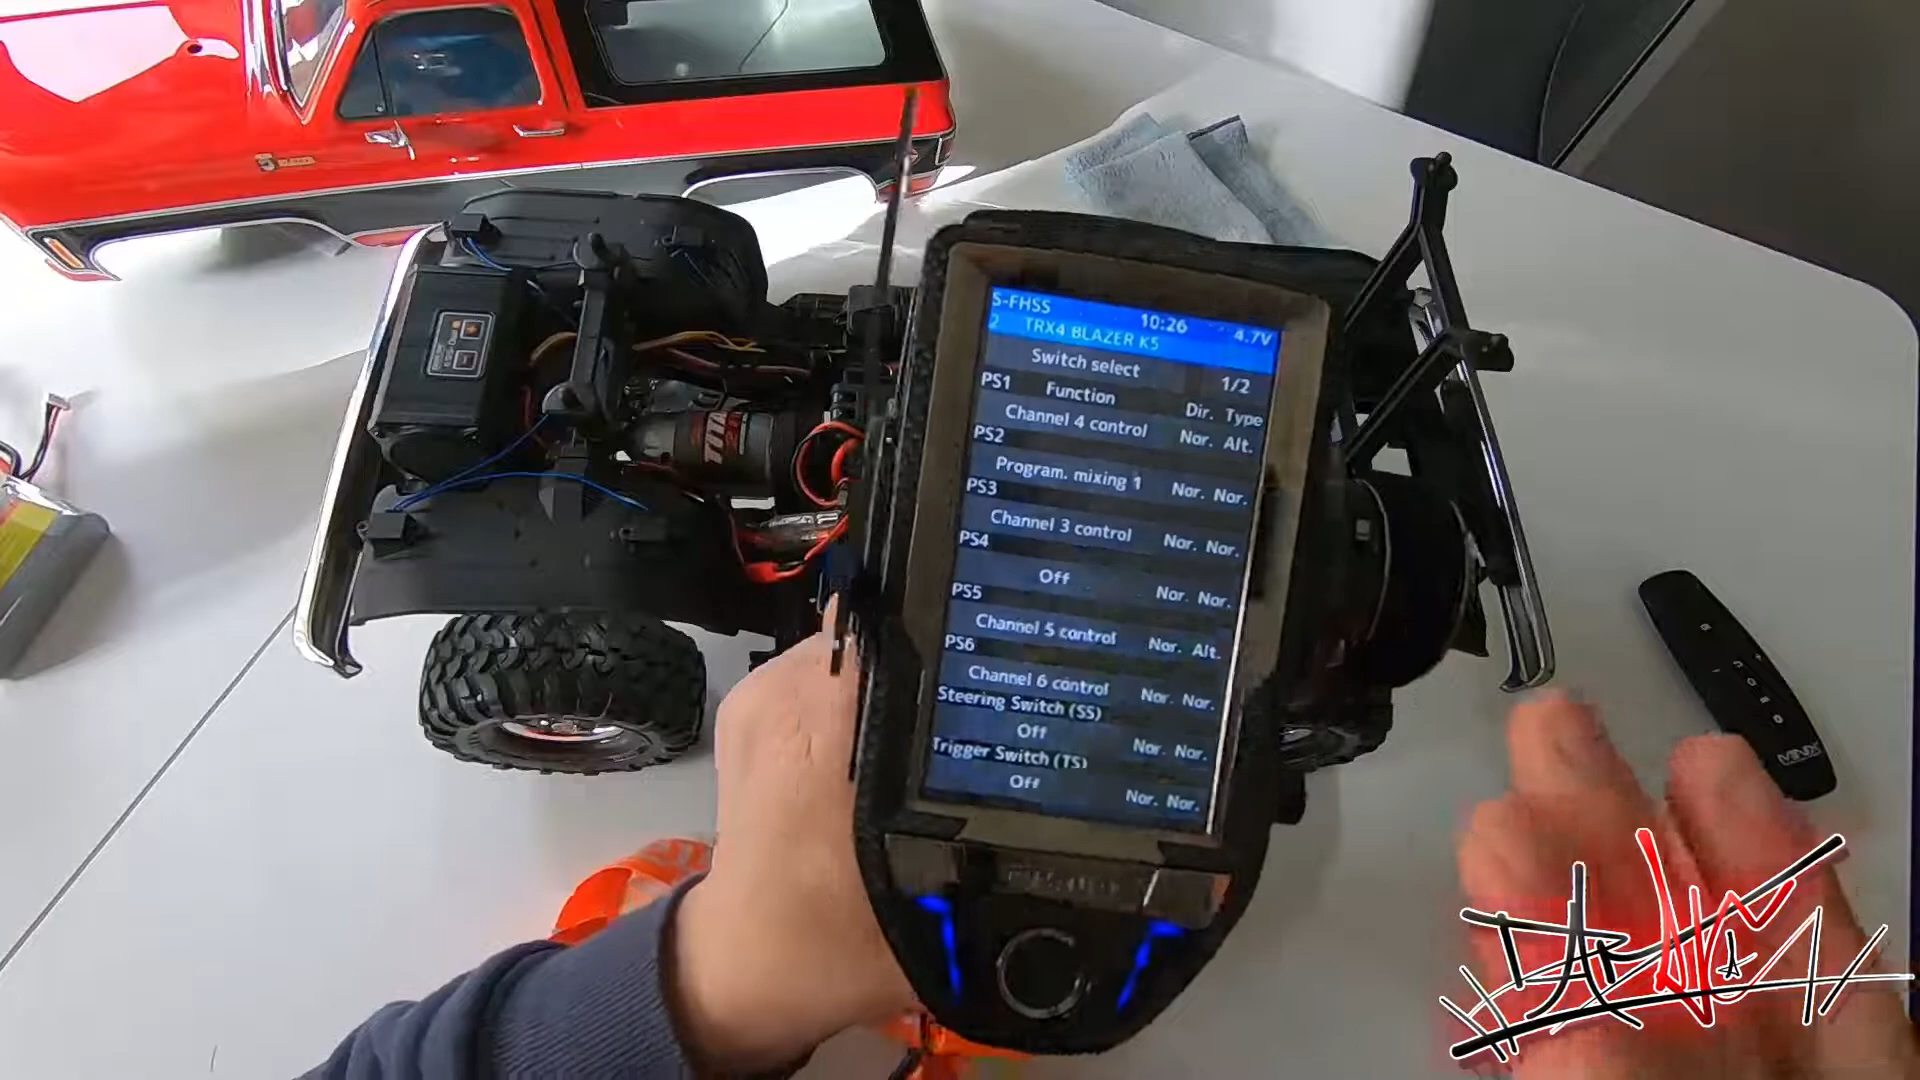 S-FHSS 10:26 4.7V
2 TRX4 BLAZER K5
Switch select 1/2
PS1 Function Dir. Type
Channel 4 control Nor. Alt.
PS2
Program. mixing 1 Nor. Nor.
PS3
Channel 3 control Nor. Nor.
PS4
Off Nor. Nor.
PS5
Channel 5 control Nor. Alt.
PS6
Channel 6 control Nor. Nor.
Steering Switch (SS)
Off Nor. Nor.
Trigger Switch (TS)
Off Nor. Nor.